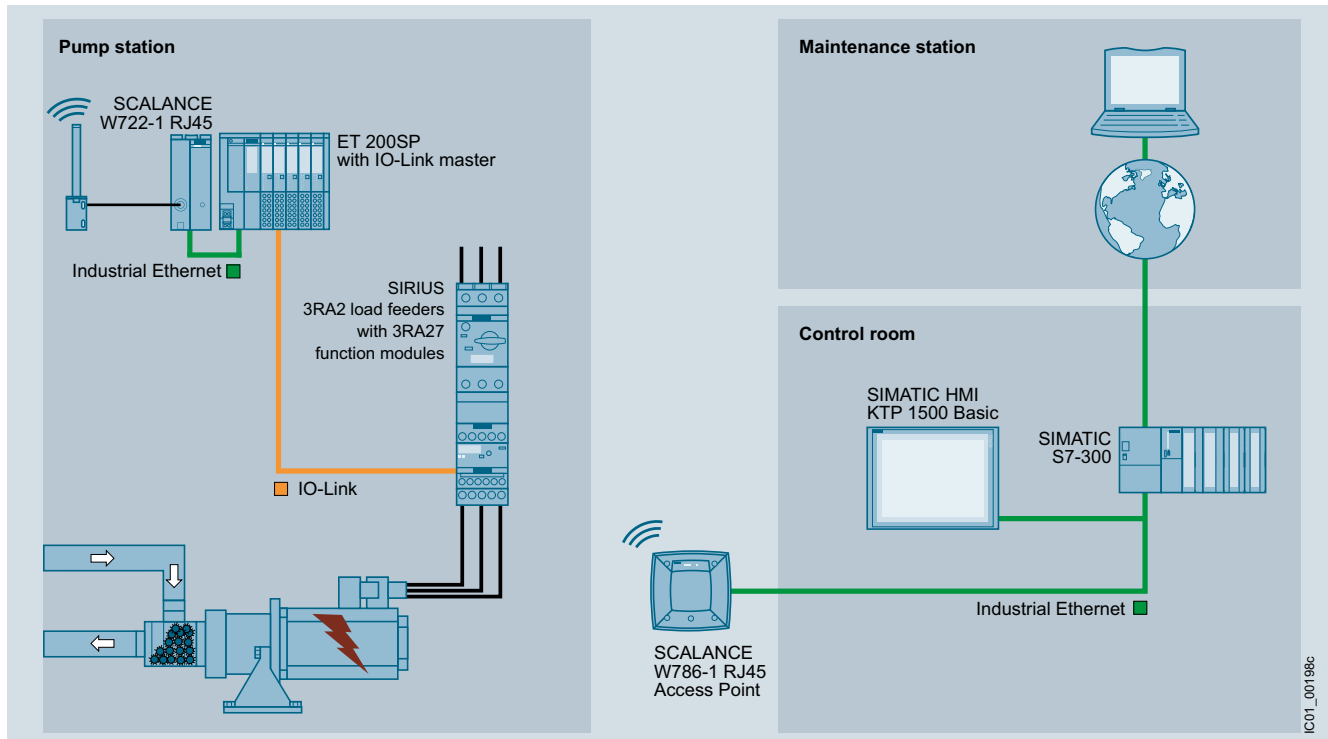 Pump station
SCALANCE
W722-1 RJ45
ET 200SP
with IO-Link master
Industrial Ethernet
SIRIUS
3RA2 load feeders
with 3RA27
function modules
IO-Link
Maintenance station
Control room
SIMATIC HMI
KTP 1500 Basic
SIMATIC
S7-300
Industrial Ethernet
SCALANCE
W786-1 RJ45
Access Point
IC01_00198c